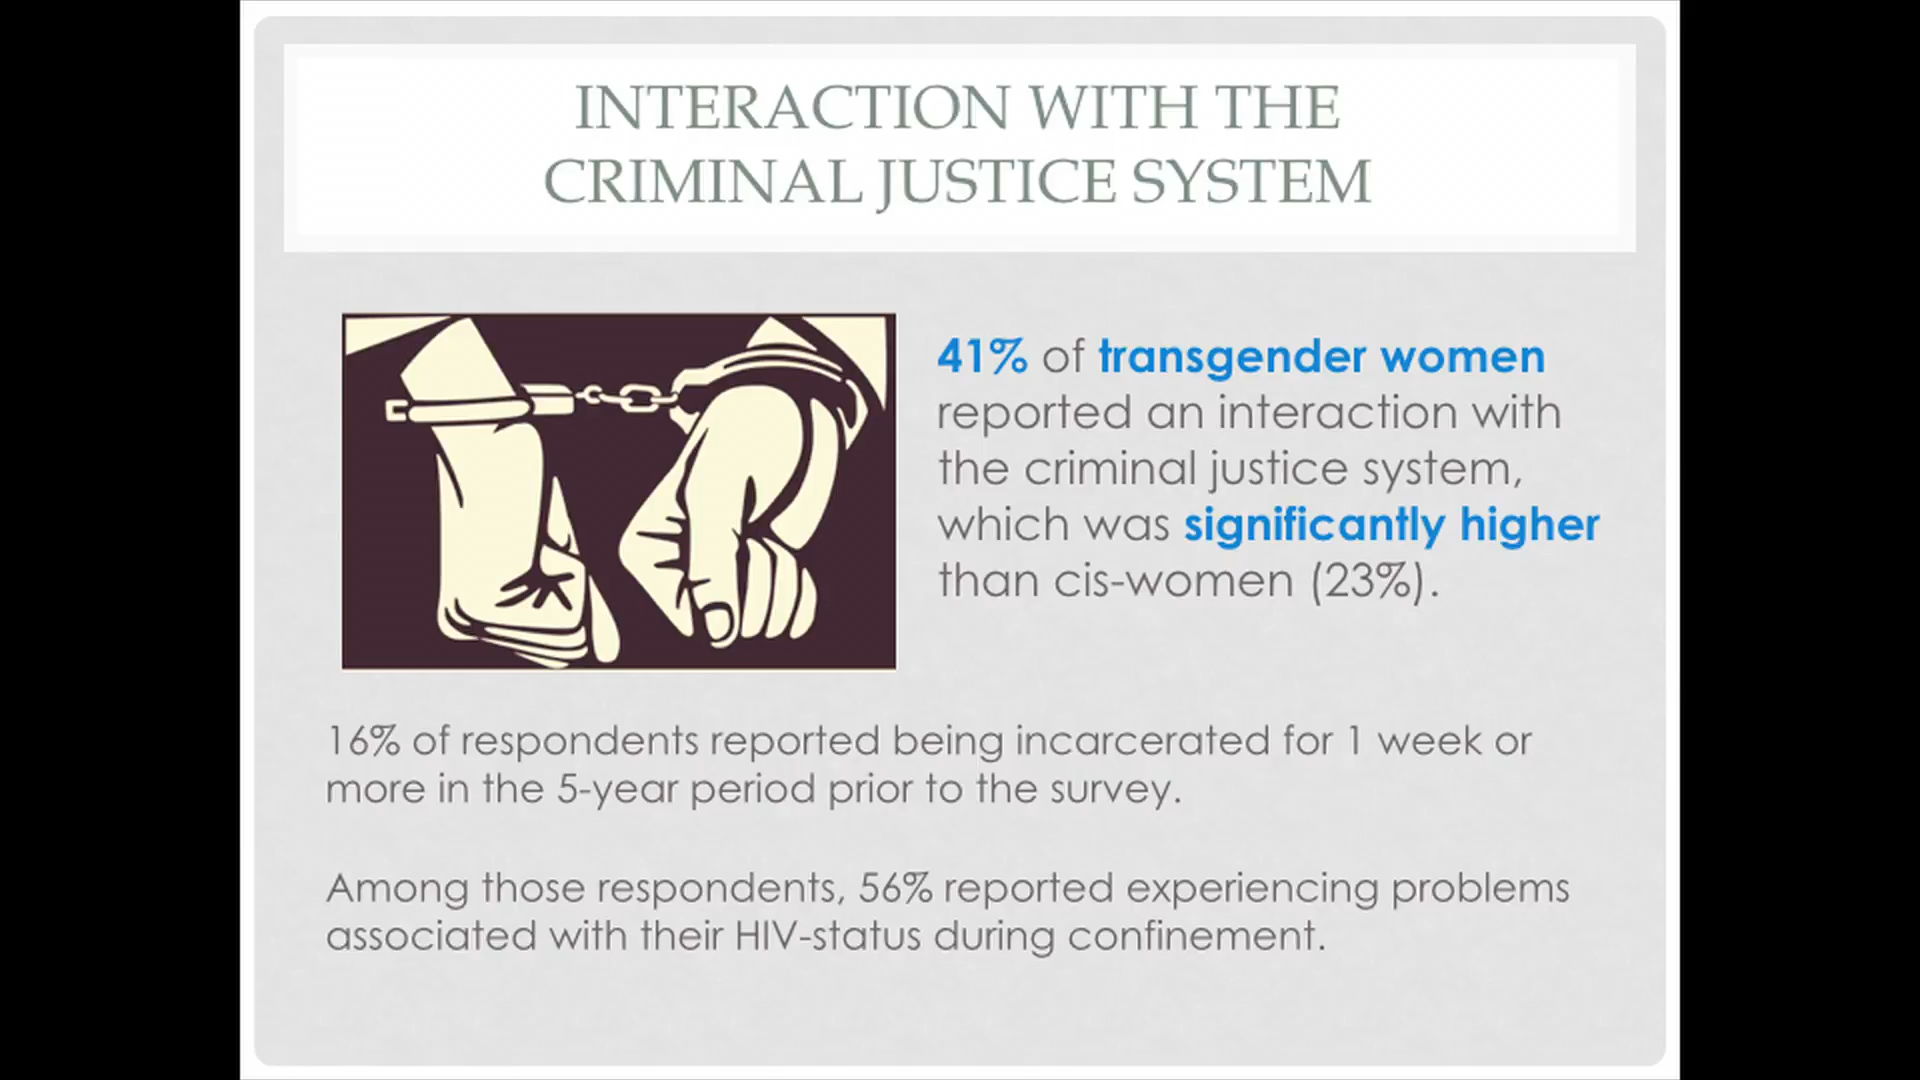 INTERACTION WITH THE
CRIMINAL JUSTICE SYSTEM
41% of transgender women
reported an interaction with
the criminal justice system,
which was significantly higher
than cis-women (23%).
16% of respondents reported being incarcerated for 1 week or
more in the 5-year period prior to the survey.
Among those respondents, 56% reported experiencing problems
associated with their HIV-status during confinement.